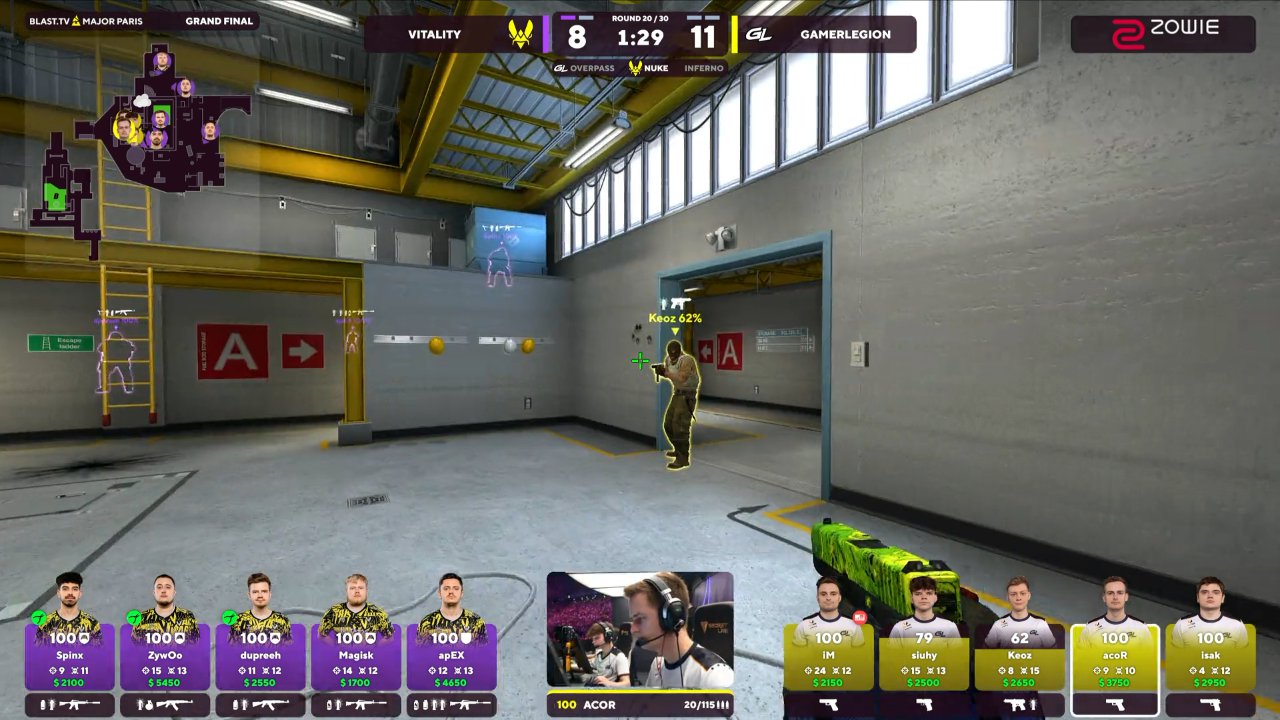 BLAST.TV MAJOR PARIS GRAND FINAL
VITALITY 8 ROUND 20 / 30 1:29 11 GL GAMERLEGION
ZOWIE
GL OVERPASS NUKE INFERNO
Keoz 62%
Escape ladder
A
A
100 100 100 100 100
Spinx ZywOo dupreeh Magisk apEX
9 11 15 13 11 12 14 12 12 13
$2100 $5450 $2550 $1700 $4650
100 ACOR 20/115
100 79 62 100 100
iM siuhy Keoz acoR isak
24 12 15 13 8 15 9 10 4 12
$2150 $2500 $2650 $3750 $2950